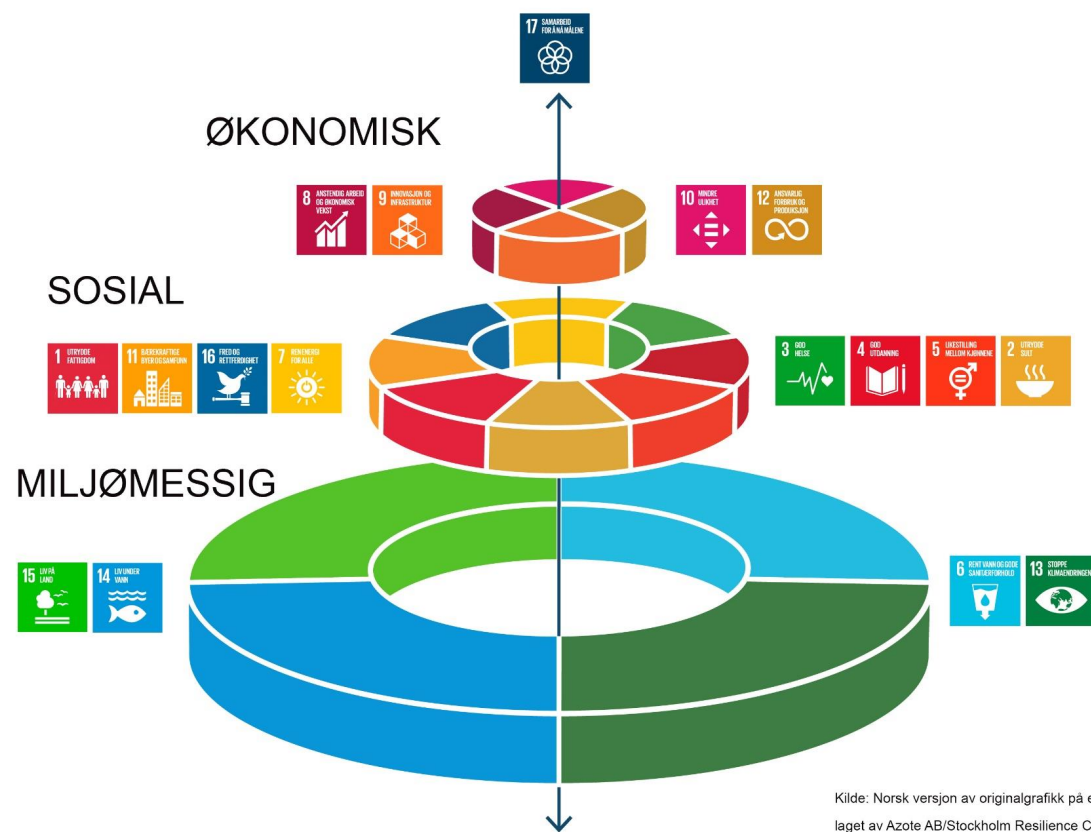 17 SAMARBEID
FOR Å NÅ MÅLENE
ØKONOMISK
8 ANSTENDIG ARBEID
OG ØKONOMISK
VEKST
9 INNOVASJON OG
INFRASTRUKTUR
10 MINDRE
ULIKHET
12 ANSVARLIG
FORBRUK OG
PRODUKSJON
SOSIAL
1 UTRYDDE
FATTIGDOM
11 BÆREKRAFTIGE
BYER OG SAMFUNN
16 FRED OG
RETTFERDIGHET
7 REN ENERGI
FOR ALLE
3 GOD
HELSE
4 GOD
UTDANNING
5 LIKESTILLING
MELLOM KJØNNENE
2 UTRYDDE
SULT
MILJØMESSIG
15 LIV PÅ
LAND
14 LIV UNDER
VANN
6 RENT VANN OG GODE
SANITÆRFORHOLD
13 STOPPE
KLIMAENDRINGEN
Kilde: Norsk versjon av originalgrafikk på e
laget av Azote AB/Stockholm Resilience C